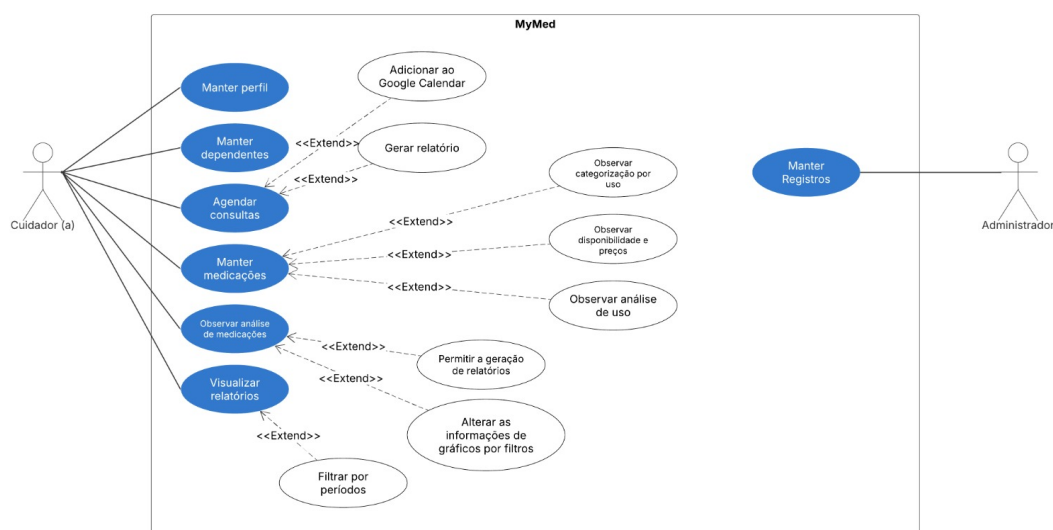 MyMed
Adicionar ao
Google Calendar
Manter perfil
<<Extend>>
Gerar relatório
Manter
dependentes
<<Extend>>
Observar
categorização por
uso
Manter
Registros
Agendar
consultas
Cuidador (a)
Administrador
<<Extend>>
Observar
disponibilidade e
preços
<<Extend>>
Manter
medicações
<<Extend>>
Observar análise
de uso
Observar análise
de medicações
<<Extend>>
Permitir a geração
de relatórios
Visualizar
relatórios
<<Extend>>
Alterar as
informações de
gráficos por filtros
<<Extend>>
Filtrar por
períodos